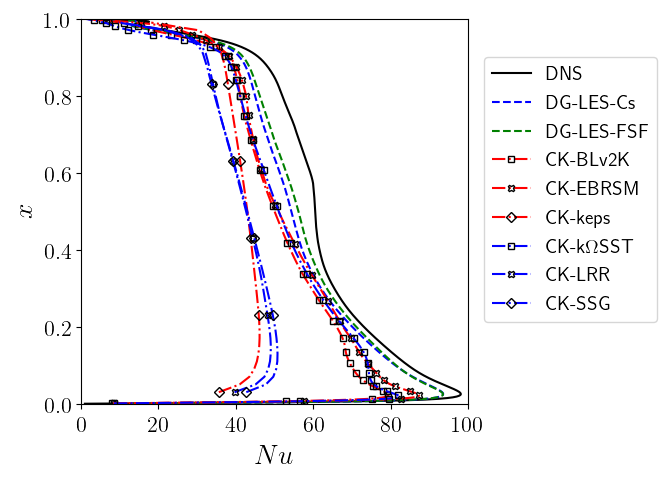 1.0
0.8
0.6
0.4
0.2
0.0
x
0
20
40
60
80
100
Nu
DNS
DG-LES-Cs
DG-LES-FSF
CK-BLv2K
CK-EBRSM
CK-keps
CK-kΩSST
CK-LRR
CK-SSG